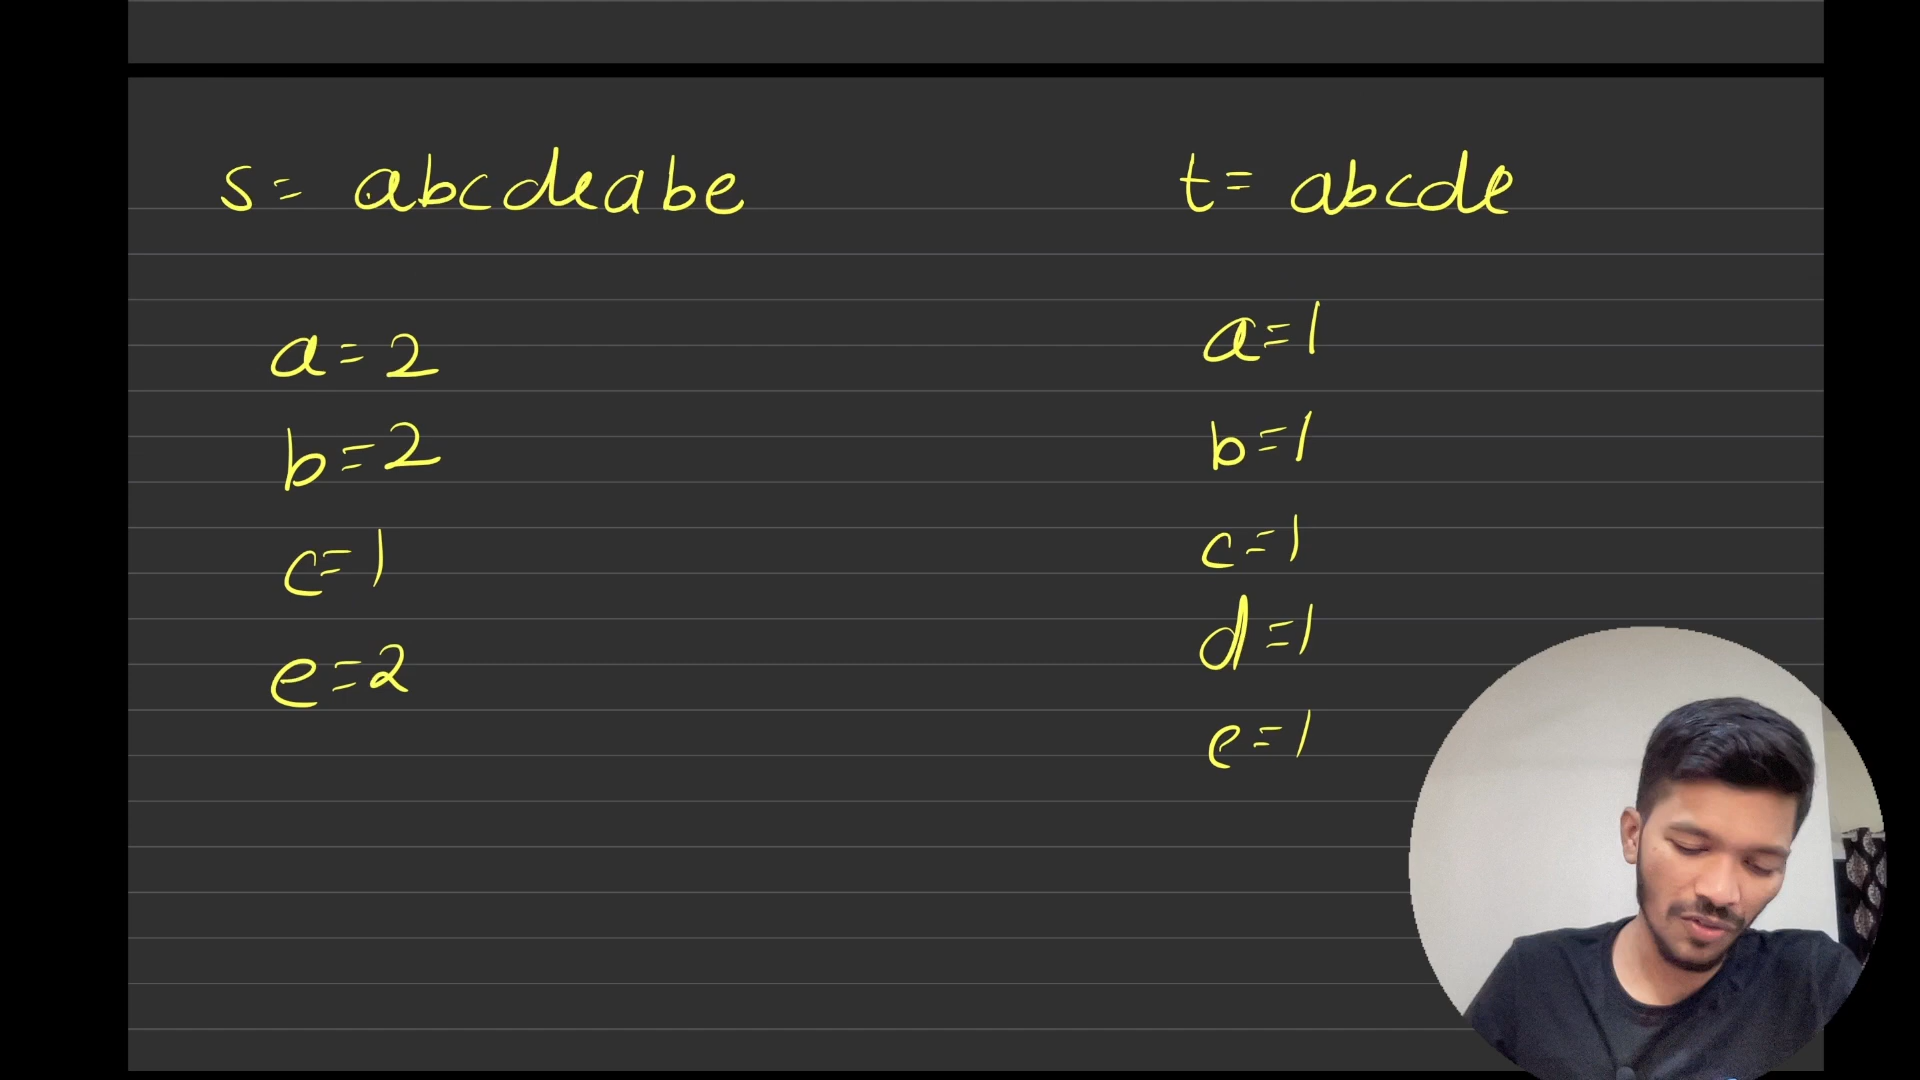 s= abcdeabe
t= abcde
a=2
b=2
c=1
e=2
a=1
b=1
c=1
d=1
e=1